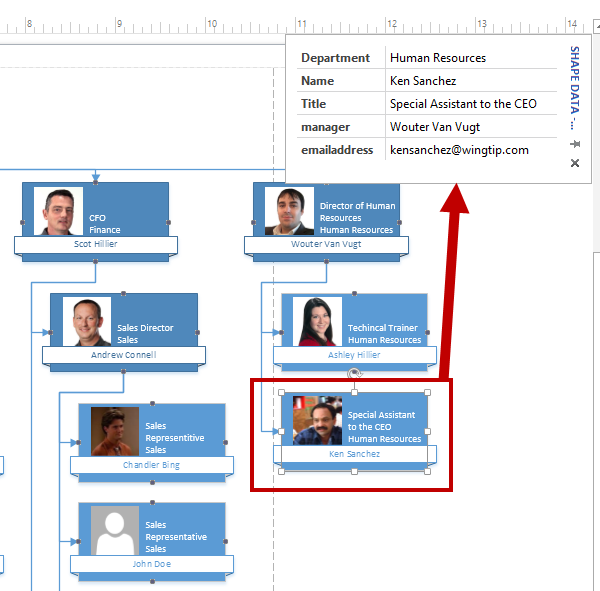 8 9 10 11 12 13 14
Department Human Resources
Name Ken Sanchez
Title Special Assistant to the CEO
manager Wouter Van Vugt
emailaddress kensanchez@wingtip.com
SHAPE DATA -...
CFO
Finance
Scot Hillier
Director of Human
Resources
Human Resources
Wouter Van Vugt
Sales Director
Sales
Andrew Connell
Techincal Trainer
Human Resources
Ashley Hillier
Sales
Representitive
Sales
Chandler Bing
Special Assistant
to the CEO
Human Resources
Ken Sanchez
Sales
Representative
Sales
John Doe